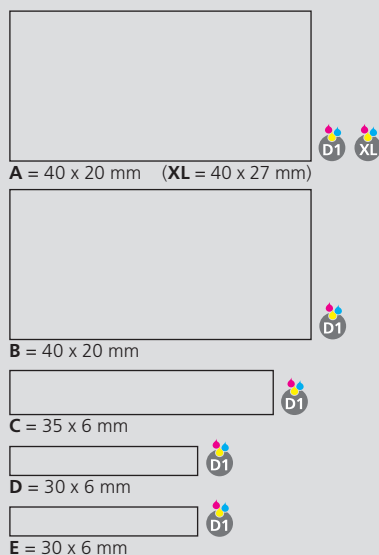 D1 XL
A = 40 x 20 mm (XL = 40 x 27 mm)
D1
B = 40 x 20 mm
D1
C = 35 x 6 mm
D1
D = 30 x 6 mm
D1
E = 30 x 6 mm